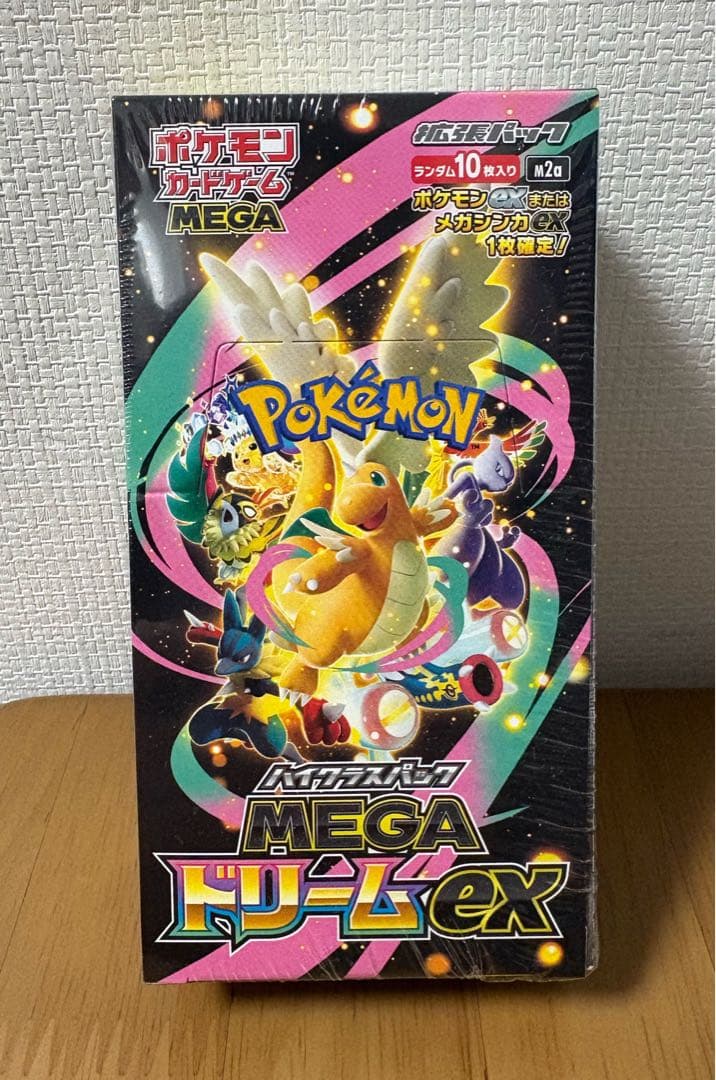 ポケモン
カードゲーム™
MEGA
拡張パック
ランダム10枚入り
M2a
ポケモンexまたは
メガシンカex
1枚確定!
POKÉMON
ハイクラスパック
MEGA
ドリームex